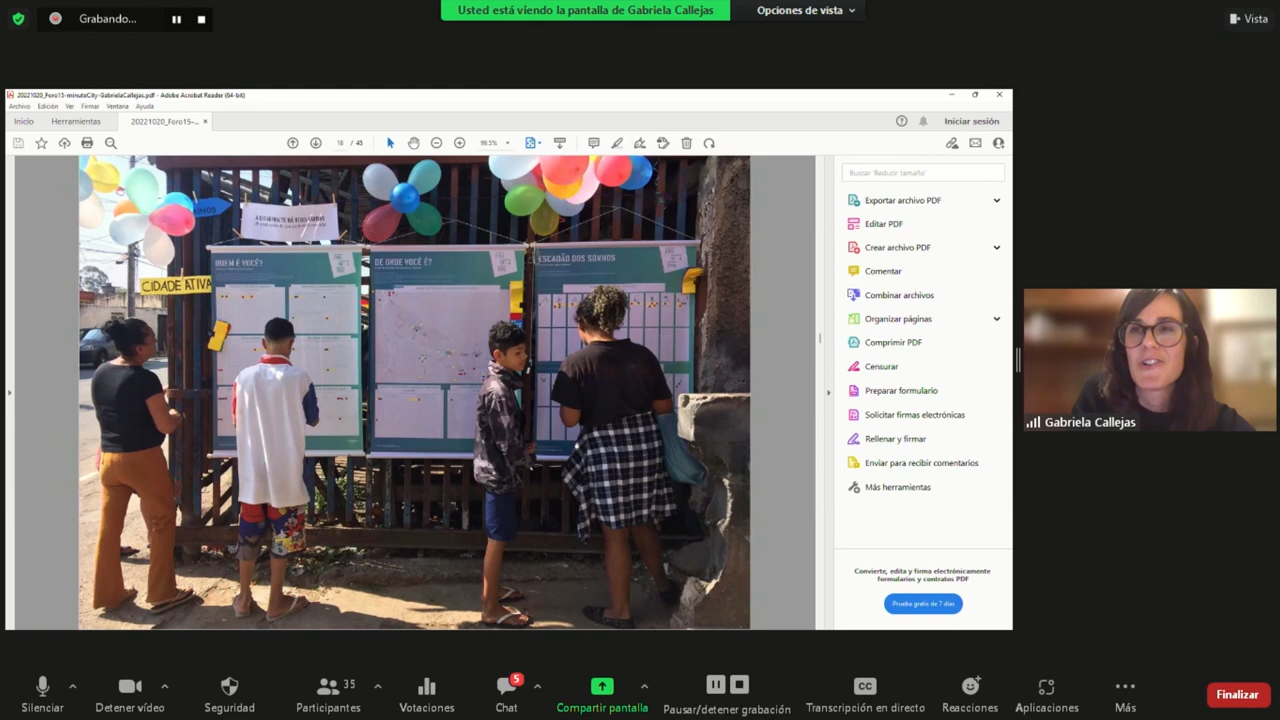 Grabando...
Usted está viendo la pantalla de Gabriela Callejas
Opciones de vista
Vista
20221020_Foro15-minuteCity-GabrielaCallejas.pdf - Adobe Acrobat Reader (64-bit)
Archivo Edición Ver Firmar Ventana Ayuda
Inicio Herramientas 20221020_Foro15-... × Iniciar sesión
18 / 45 99,5%
Buscar 'Reducir tamaño'
Exportar archivo PDF
Editar PDF
Crear archivo PDF
Comentar
Combinar archivos
Organizar páginas
Comprimir PDF
Censurar
Preparar formulario
Solicitar firmas electrónicas
Rellenar y firmar
Enviar para recibir comentarios
Más herramientas
Convierte, edita y firma electrónicamente
formularios y contratos PDF
Prueba gratis de 7 días
QUEM É VOCÊ?
DE ONDE VOCÊ É?
ESCADÃO DOS SONHOS
CIDADE ATIVA
Gabriela Callejas
5
35
CC
Silenciar
Detener vídeo
Seguridad
Participantes
Votaciones
Chat
Compartir pantalla
Pausar/detener grabación
Transcripción en directo
Reacciones
Aplicaciones
Más
Finalizar